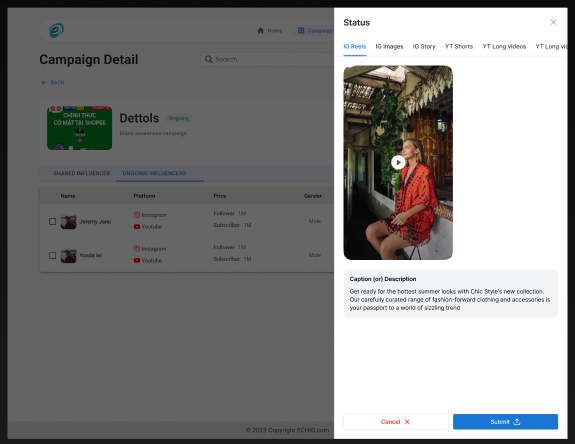 Home
Campaign
Campaign Detail
Search
BACK
CHÍNH THỨC
CÓ MẶT TẠI SHOPEE
Dettols
Ongoing
Brand awareness campaign
SHARED INFLUENCER
ONGOING INFLUENCERS
Name
Platform
Price
Gender
Jeremy Jane
Instagram
Youtube
Follower 1M
Subscriber 1M
Male
Yonda lei
Instagram
Youtube
Follower 1M
Subscriber 1M
Male
© 2023 Copyright ECHIG.com
Status
IG Reels
IG Images
IG Story
YT Shorts
YT Long videos
YT Long vid
Caption (or) Description
Get ready for the hottest summer looks with Chic Style's new collection.
Our carefully curated range of fashion-forward clothing and accessories is
your passport to a world of sizzling trend
Cancel
Submit